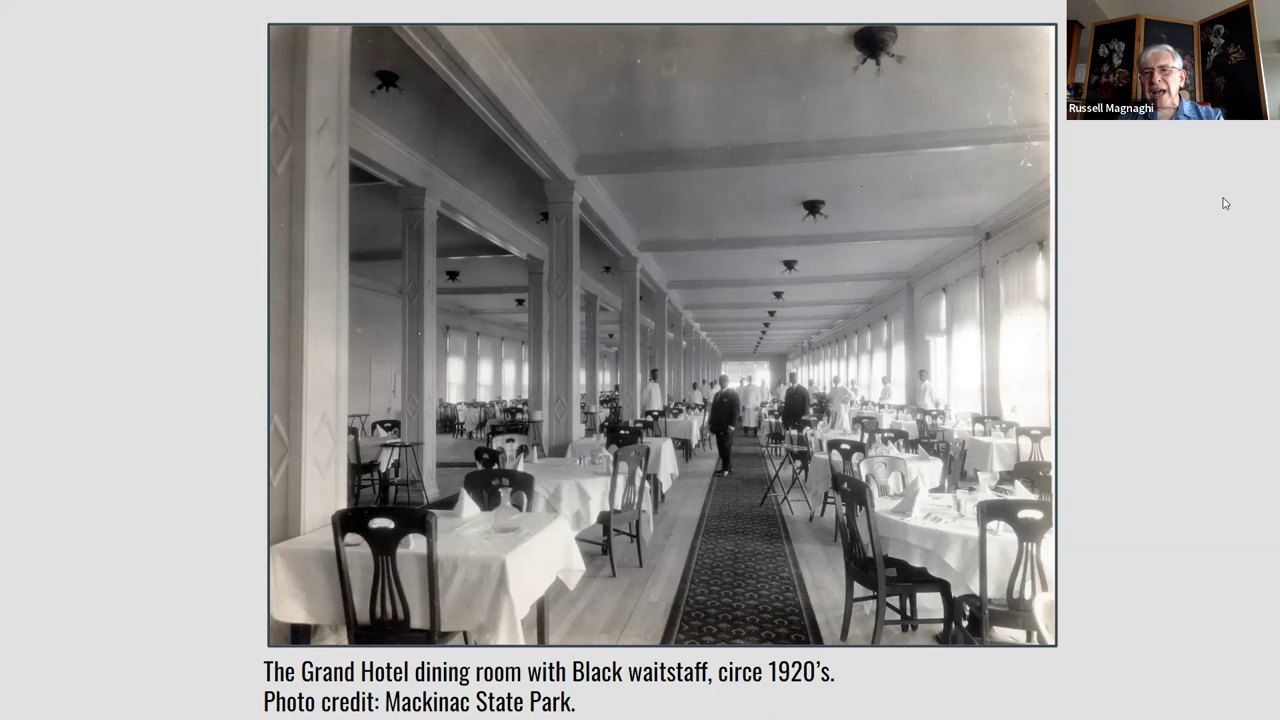 Russell Magnaghi
The Grand Hotel dining room with Black waitstaff, circe 1920’s.
Photo credit: Mackinac State Park.